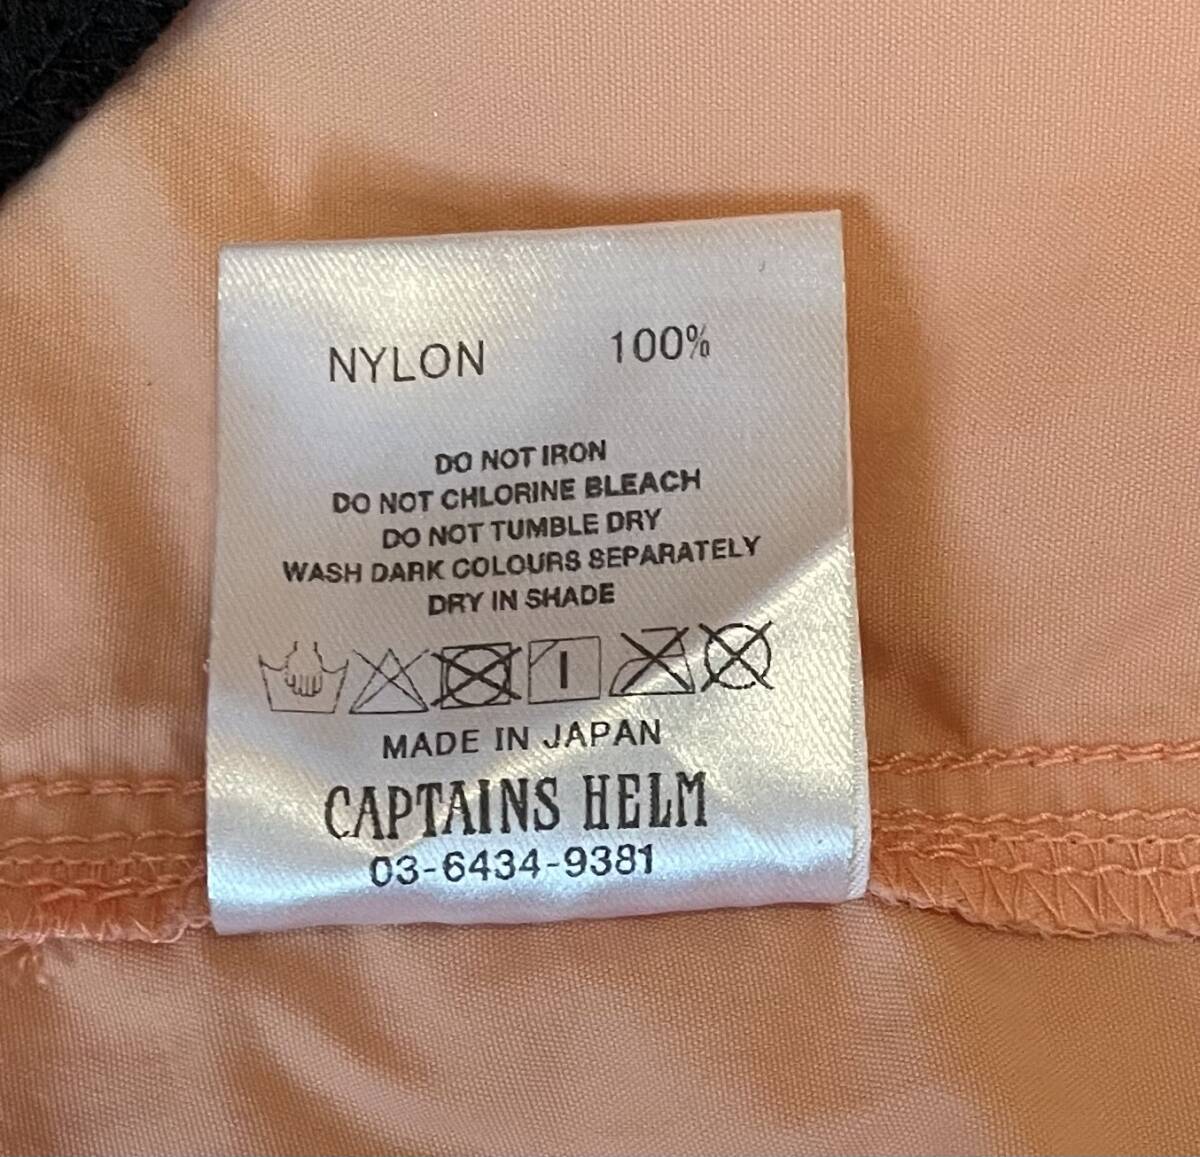 NYLON 100%
DO NOT IRON
DO NOT CHLORINE BLEACH
DO NOT TUMBLE DRY
WASH DARK COLOURS SEPARATELY
DRY IN SHADE
MADE IN JAPAN
CAPTAINS HELM
03-6434-9381